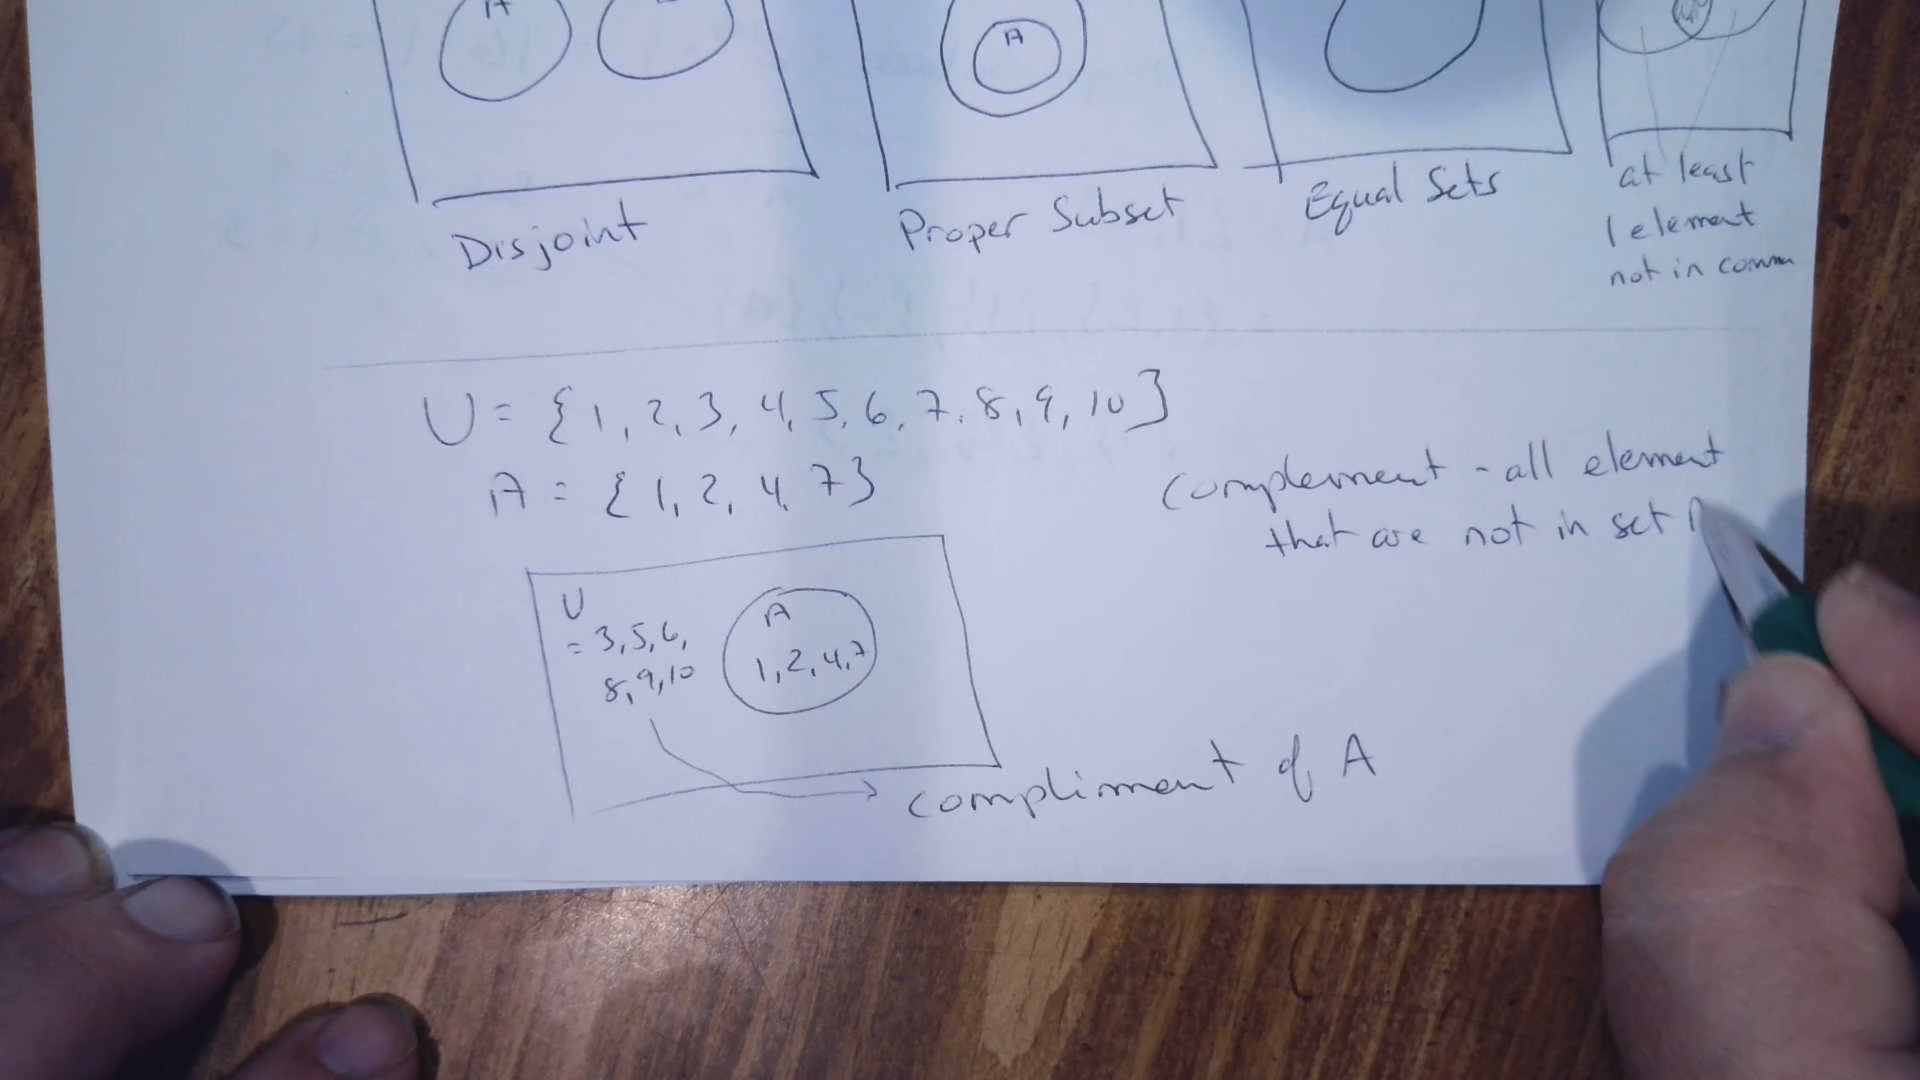 A
A
Disjoint
Proper Subset
Equal Sets
at least
1 element
not in comm
U = {1, 2, 3, 4, 5, 6, 7, 8, 9, 10}
A = {1, 2, 4, 7}
Complement - all element
that are not in set
U
= 3, 5, 6,
8, 9, 10
A
1, 2, 4, 7
compliment of A